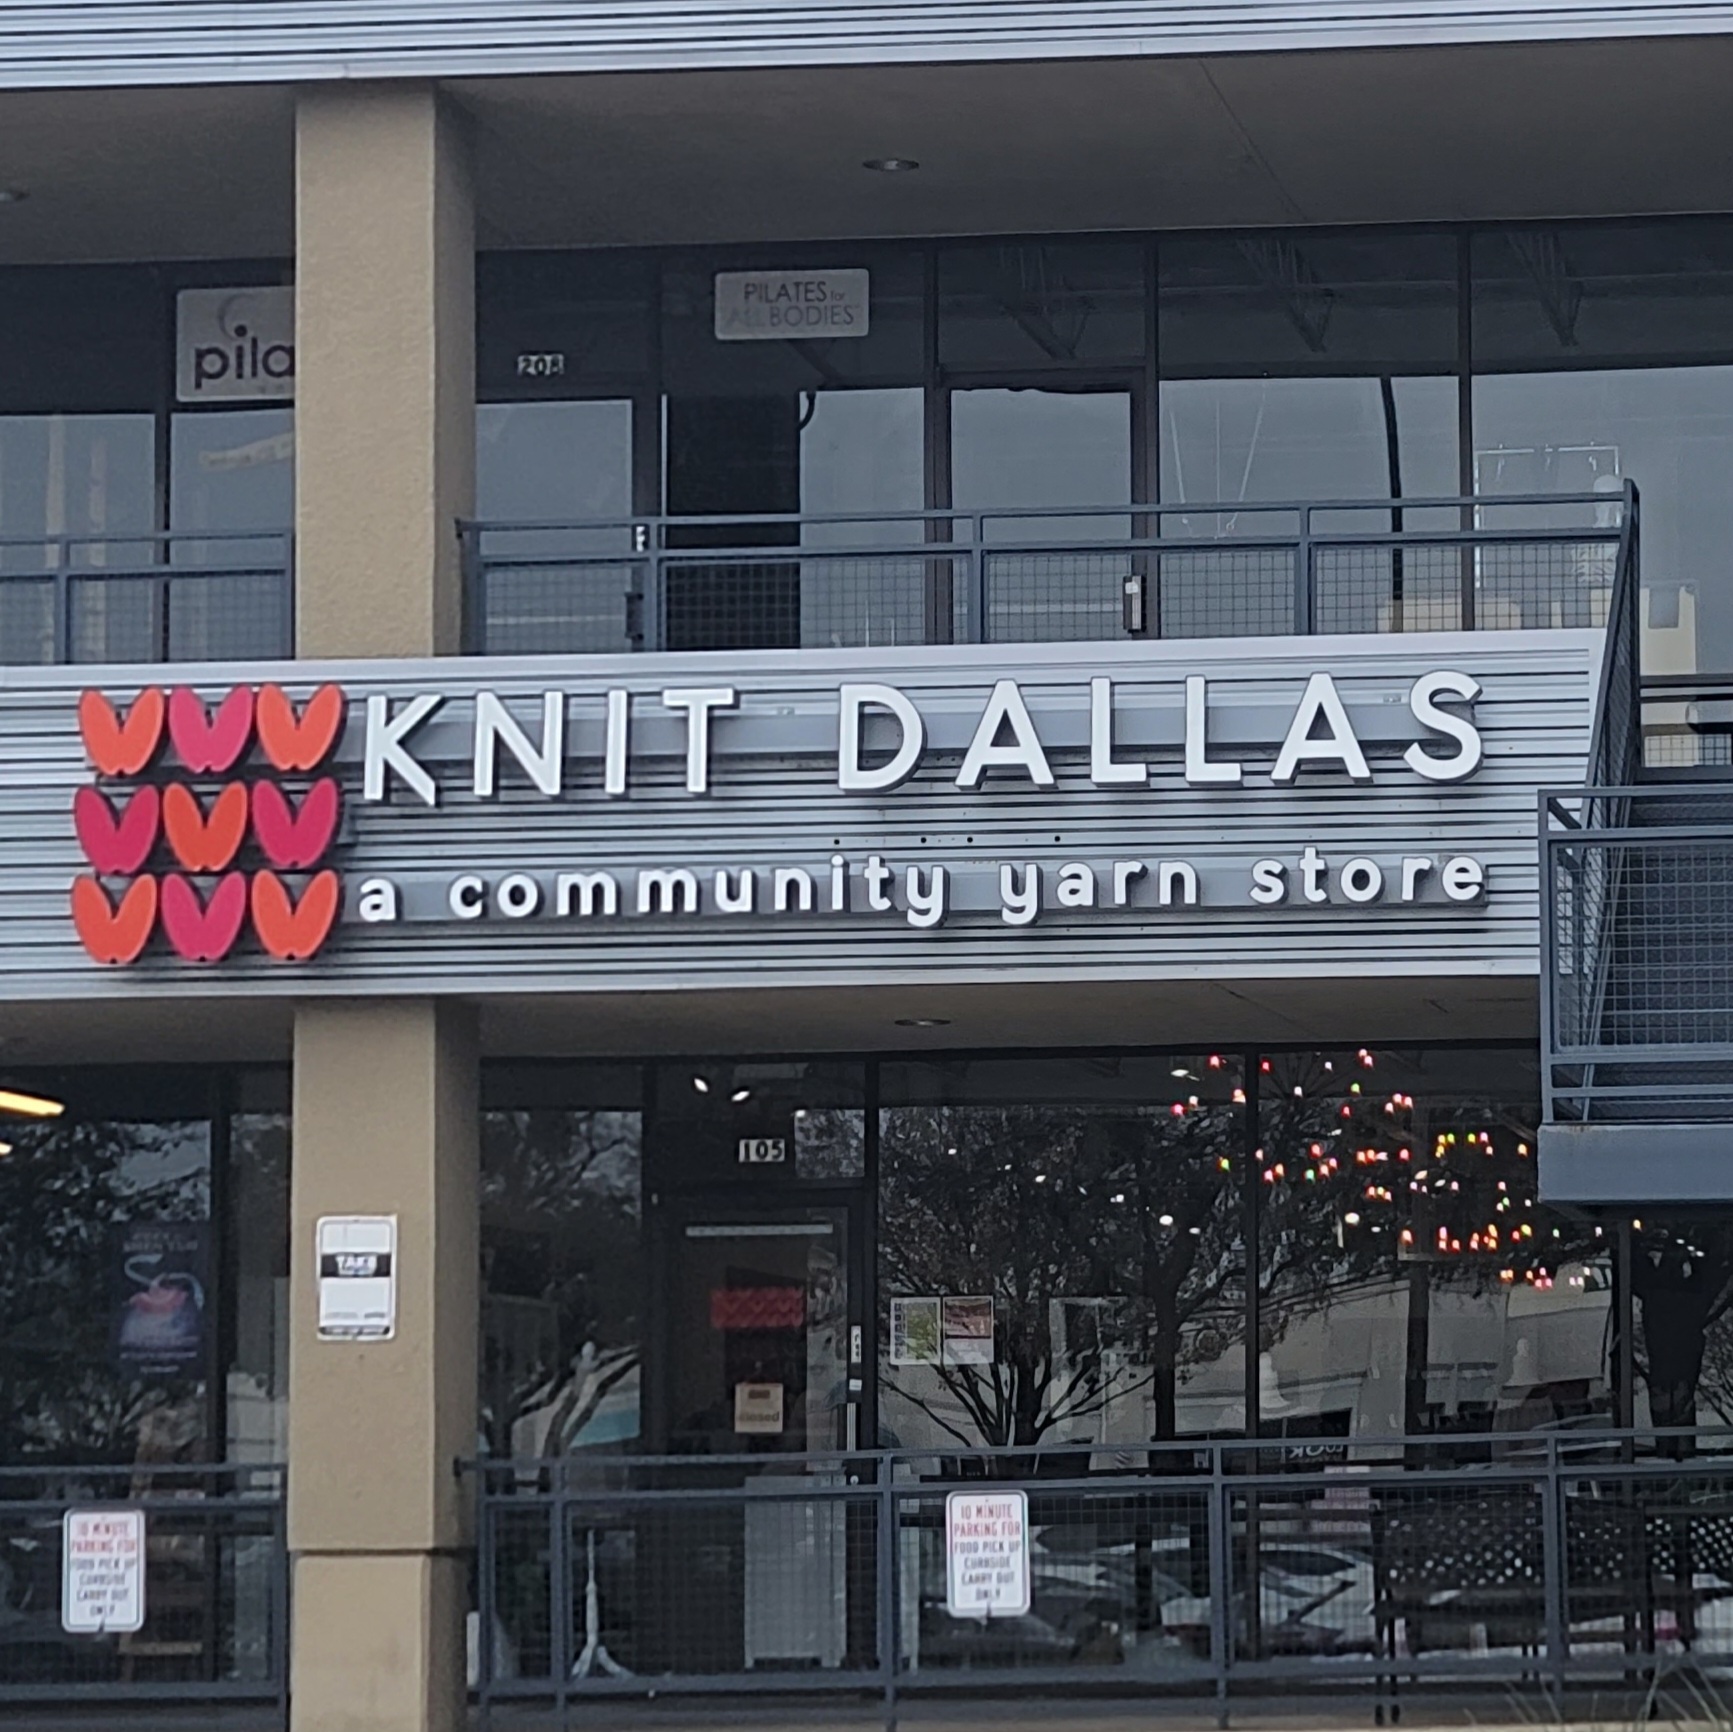 pila
208
PILATES for
ALL BODIES
KNIT DALLAS
a community yarn store
105
TAKE
closed
10 MINUTE
PARKING FOR
FOOD PICK UP
CURBSIDE
CARRY OUT
ONLY
10 MINUTE
PARKING FOR
FOOD PICK UP
CURBSIDE
CARRY OUT
ONLY